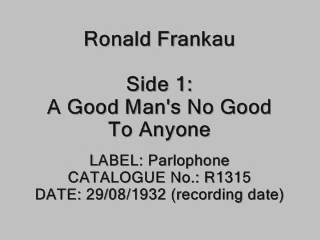 Ronald Frankau
Side 1:
A Good Man's No Good
To Anyone
LABEL: Parlophone
CATALOGUE No.: R1315
DATE: 29/08/1932 (recording date)